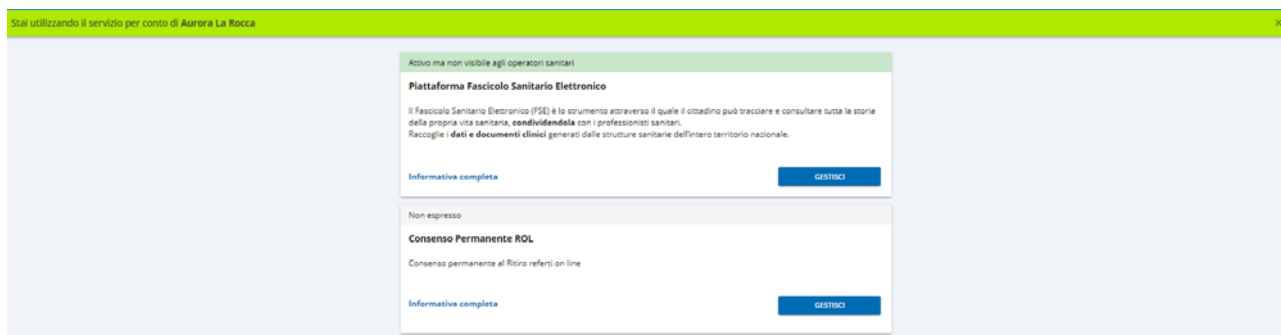 Stai utilizzando il servizio per conto di Aurora La Rocca
Attivo ma non visibile agli operatori sanitari
Piattaforma Fascicolo Sanitario Elettronico
Il Fascicolo Sanitario Elettronico (FSE) è lo strumento attraverso il quale il cittadino può tracciare e consultare tutta la storia
della propria vita sanitaria, condividendola con i professionisti sanitari.
Raccoglie i dati e documenti clinici generati dalle strutture sanitarie dell'intero territorio nazionale.
Informativa completa GESTISCI
Non espresso
Consenso Permanente ROL
Consenso permanente al Ritiro referti on line
Informativa completa GESTISCI